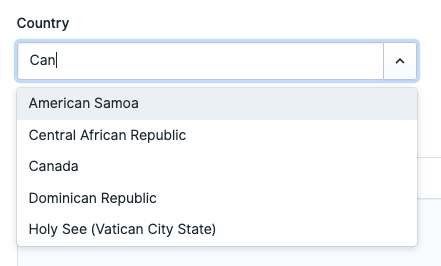 Country
Can
American Samoa
Central African Republic
Canada
Dominican Republic
Holy See (Vatican City State)